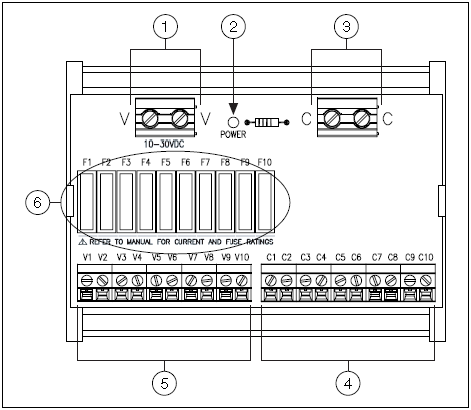 1 2 3
V V C C
POWER
10-30VDC
F1 F2 F3 F4 F5 F6 F7 F8 F9 F10
6
⚠ REFER TO MANUAL FOR CURRENT AND FUSE RATINGS
V1 V2 V3 V4 V5 V6 V7 V8 V9 V10 C1 C2 C3 C4 C5 C6 C7 C8 C9 C10
5 4